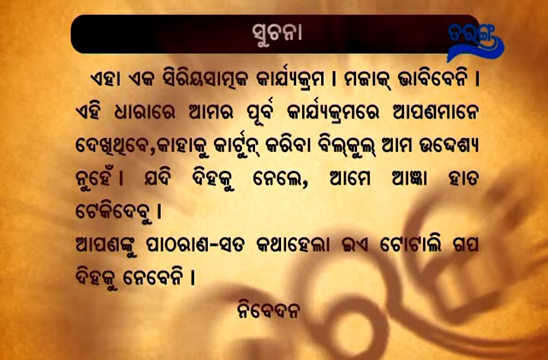 ସୁଚନା
ତରଙ୍ଗ
ଏହା ଏକ ସିରିୟସାତ୍ମକ କାର୍ଯ୍ୟକ୍ରମ । ମଜାକ୍ ଭାବିବେନି ।
ଏହି ଧାରାରେ ଆମର ପୂର୍ବ କାର୍ଯ୍ୟକ୍ରମରେ ଆପଣମାନେ
ଦେଖିଥିବେ,କାହାକୁ କାର୍ଟୁନ୍ କରିବା ବିଲ୍‌କୁଲ୍ ଆମ ଉଦ୍ଦେଶ୍ୟ
ନୁହେଁ । ଯଦି ଦିହକୁ ନେଲେ, ଆମେ ଆଜ୍ଞା ହାତ
ଟେକିଦେବୁ ।
ଆପଣଙ୍କୁ ପାଠରାଣ-ସତ କଥାହେଲା ଇଏ ଟୋଟାଲି ଗପ
ଦିହକୁ ନେବେନି ।
ନିବେଦନ